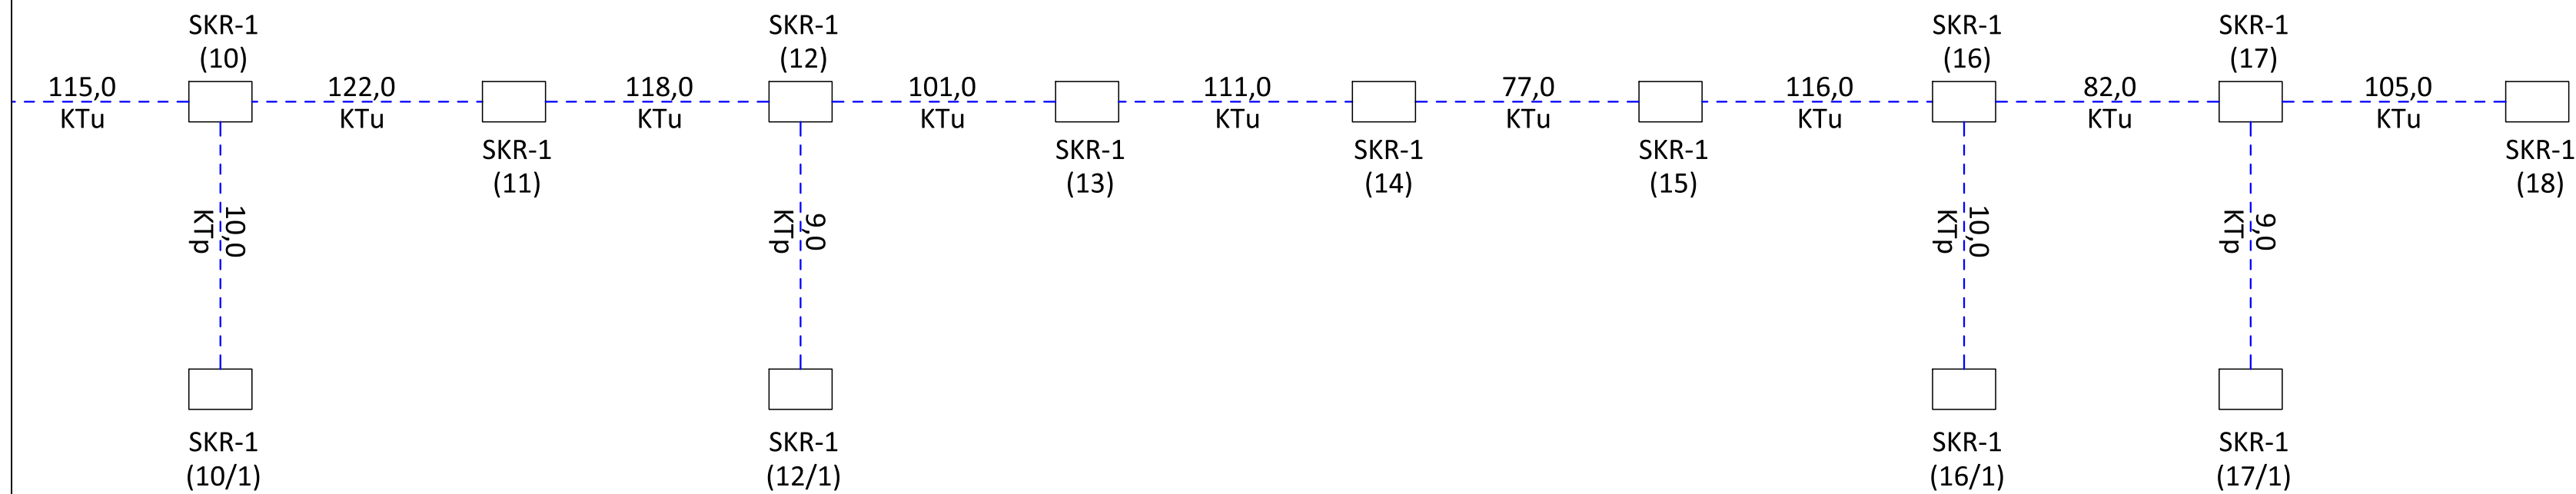 SKR-1
(10)
SKR-1
(12)
SKR-1
(16)
SKR-1
(17)
115,0
KTu
122,0
KTu
118,0
KTu
101,0
KTu
111,0
KTu
77,0
KTu
116,0
KTu
82,0
KTu
105,0
KTu
SKR-1
(11)
SKR-1
(13)
SKR-1
(14)
SKR-1
(15)
SKR-1
(18)
10,0
KTp
9,0
KTp
10,0
KTp
9,0
KTp
SKR-1
(10/1)
SKR-1
(12/1)
SKR-1
(16/1)
SKR-1
(17/1)